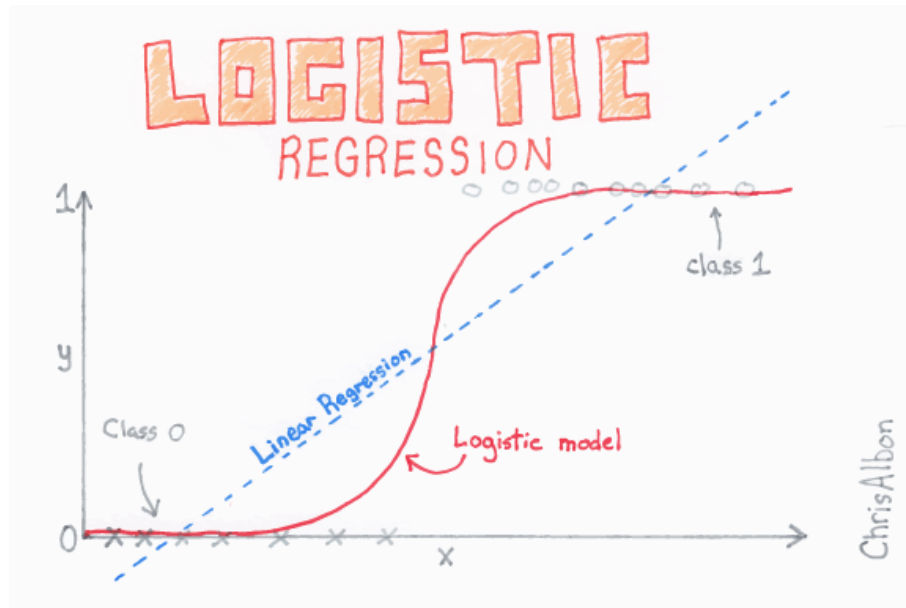 LOGISTIC
REGRESSION
1
class 1
y
Linear Regression
Class 0
Logistic model
0
x
ChrisAlbon